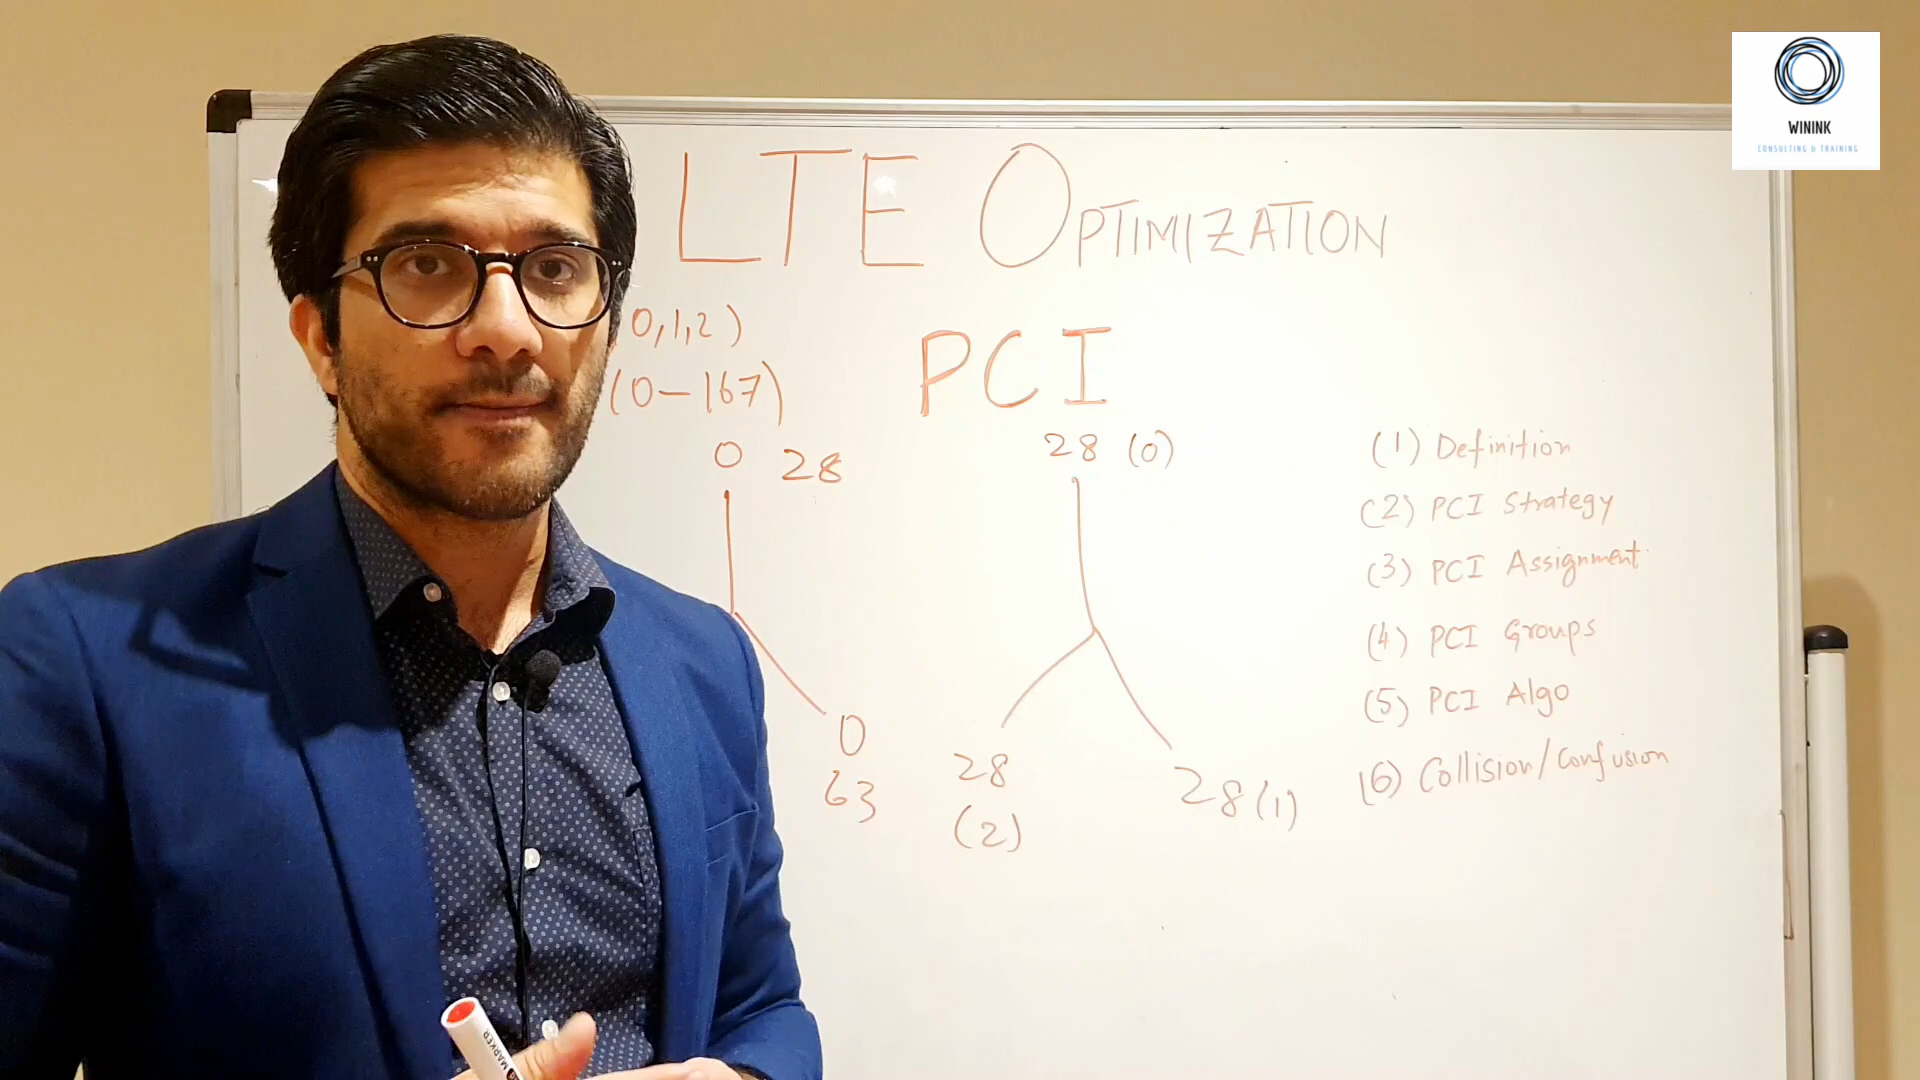 WININK
CONSULTING & TRAINING
LTE OPTIMIZATION
0,1,2)
(0-167)
PCI
0 28
28 (0)
0
63
28
(2)
28 (1)
(1) Definition
(2) PCI Strategy
(3) PCI Assignment
(4) PCI Groups
(5) PCI Algo
(6) Collision/Confusion
MARKER